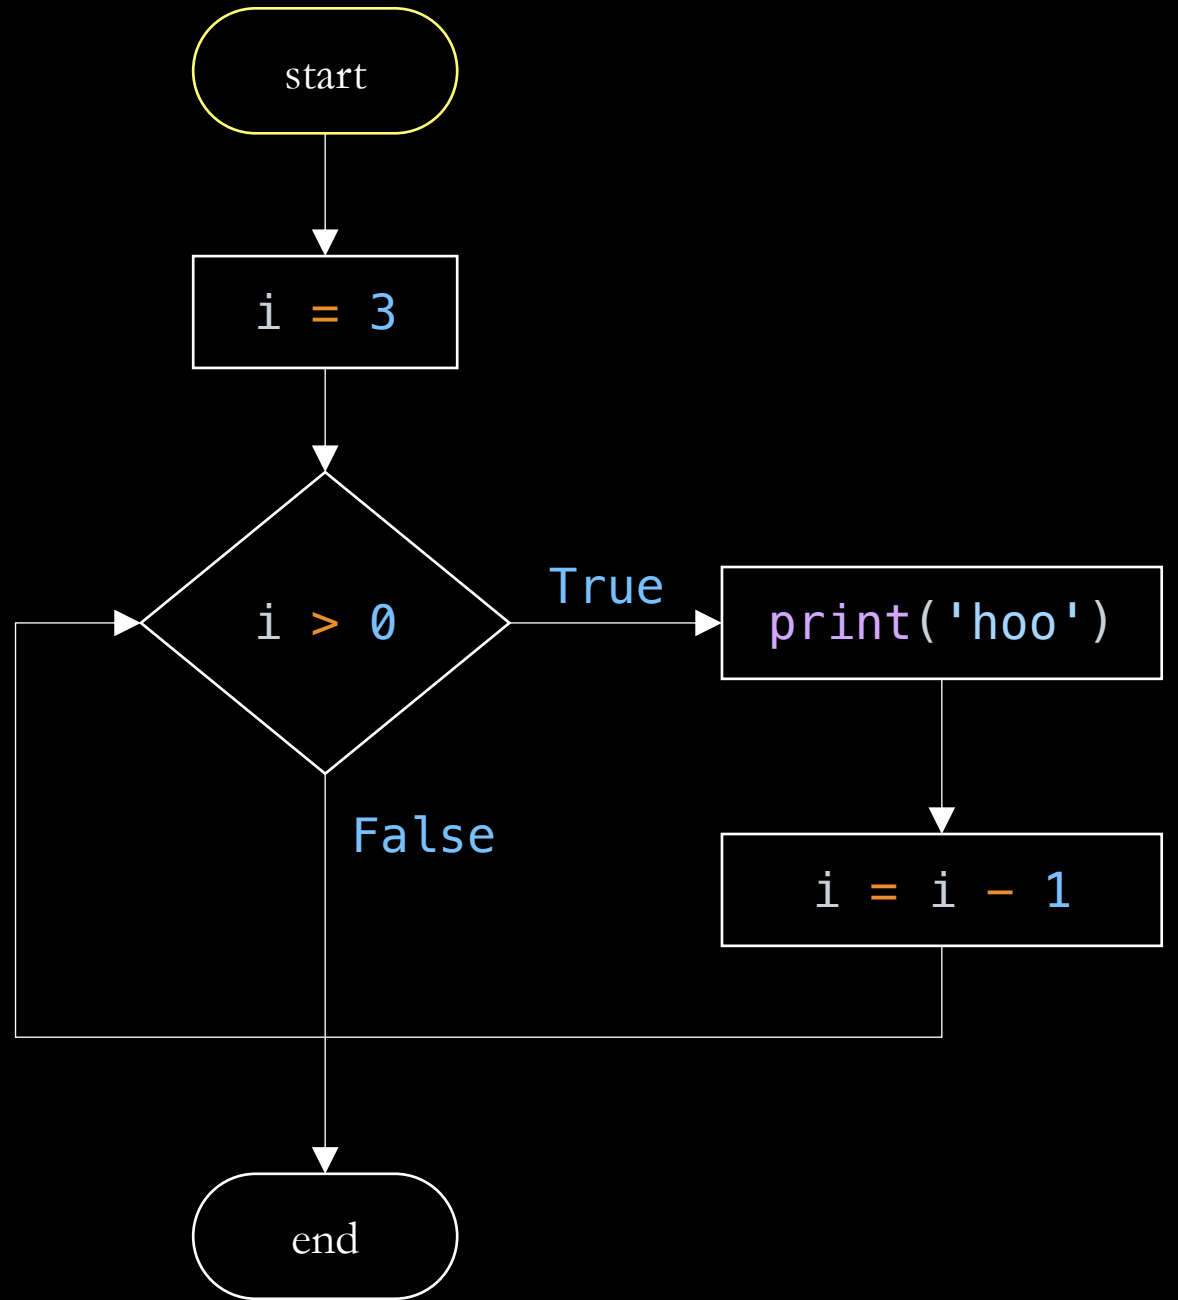 start
i = 3
i > 0
True
print('hoo')
False
i = i - 1
end